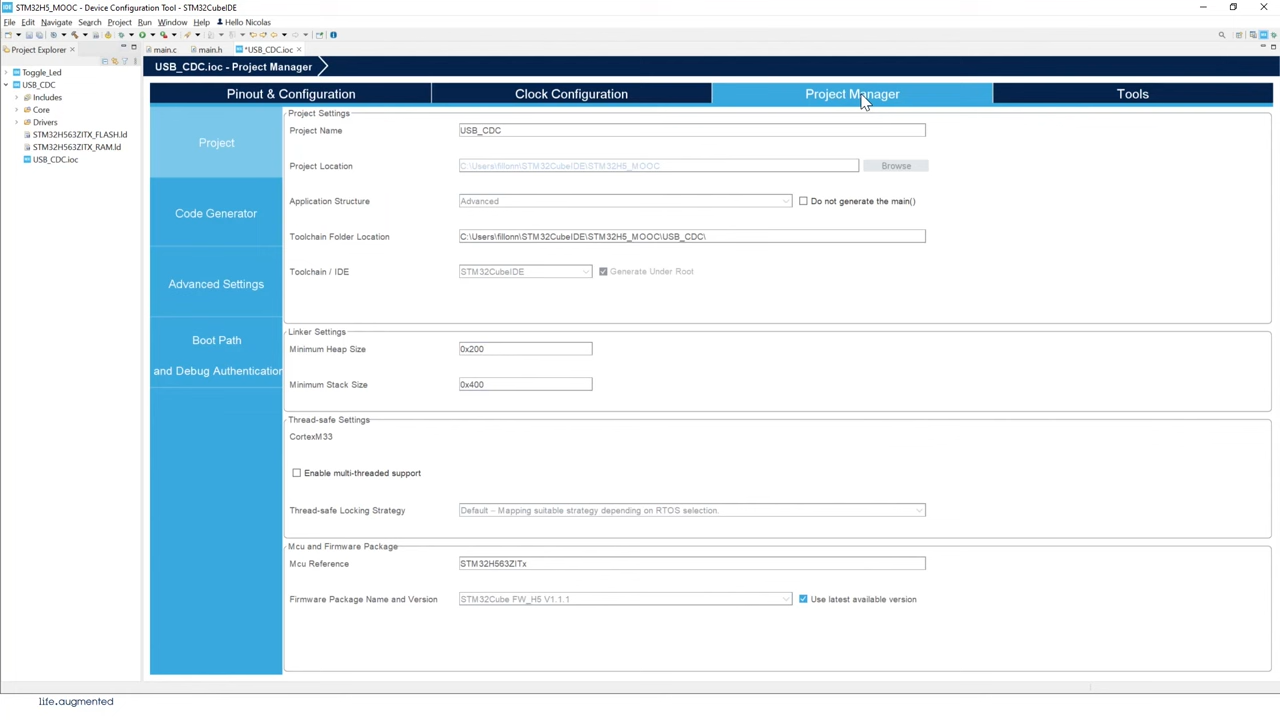 STM32H5_MOOC - Device Configuration Tool - STM32CubeIDE
File Edit Navigate Search Project Run Window Help Hello Nicolas
Project Explorer
main.c main.h *USB_CDC.ioc
USB_CDC.ioc - Project Manager
Toggle_Led
USB_CDC
Includes
Core
Drivers
STM32H563ZITX_FLASH.ld
STM32H563ZITX_RAM.ld
USB_CDC.ioc
Pinout & Configuration Clock Configuration Project Manager Tools
Project
Code Generator
Advanced Settings
Boot Path
and Debug Authentication
Project Settings
Project Name USB_CDC
Project Location C:\Users\fillonn\STM32CubeIDE\STM32H5_MOOC Browse
Application Structure Advanced Do not generate the main()
Toolchain Folder Location C:\Users\fillonn\STM32CubeIDE\STM32H5_MOOC\USB_CDC\
Toolchain / IDE STM32CubeIDE Generate Under Root
Linker Settings
Minimum Heap Size 0x200
Minimum Stack Size 0x400
Thread-safe Settings
CortexM33
Enable multi-threaded support
Thread-safe Locking Strategy Default – Mapping suitable strategy depending on RTOS selection.
Mcu and Firmware Package
Mcu Reference STM32H563ZITx
Firmware Package Name and Version STM32Cube FW_H5 V1.1.1 Use latest available version
life.augmented